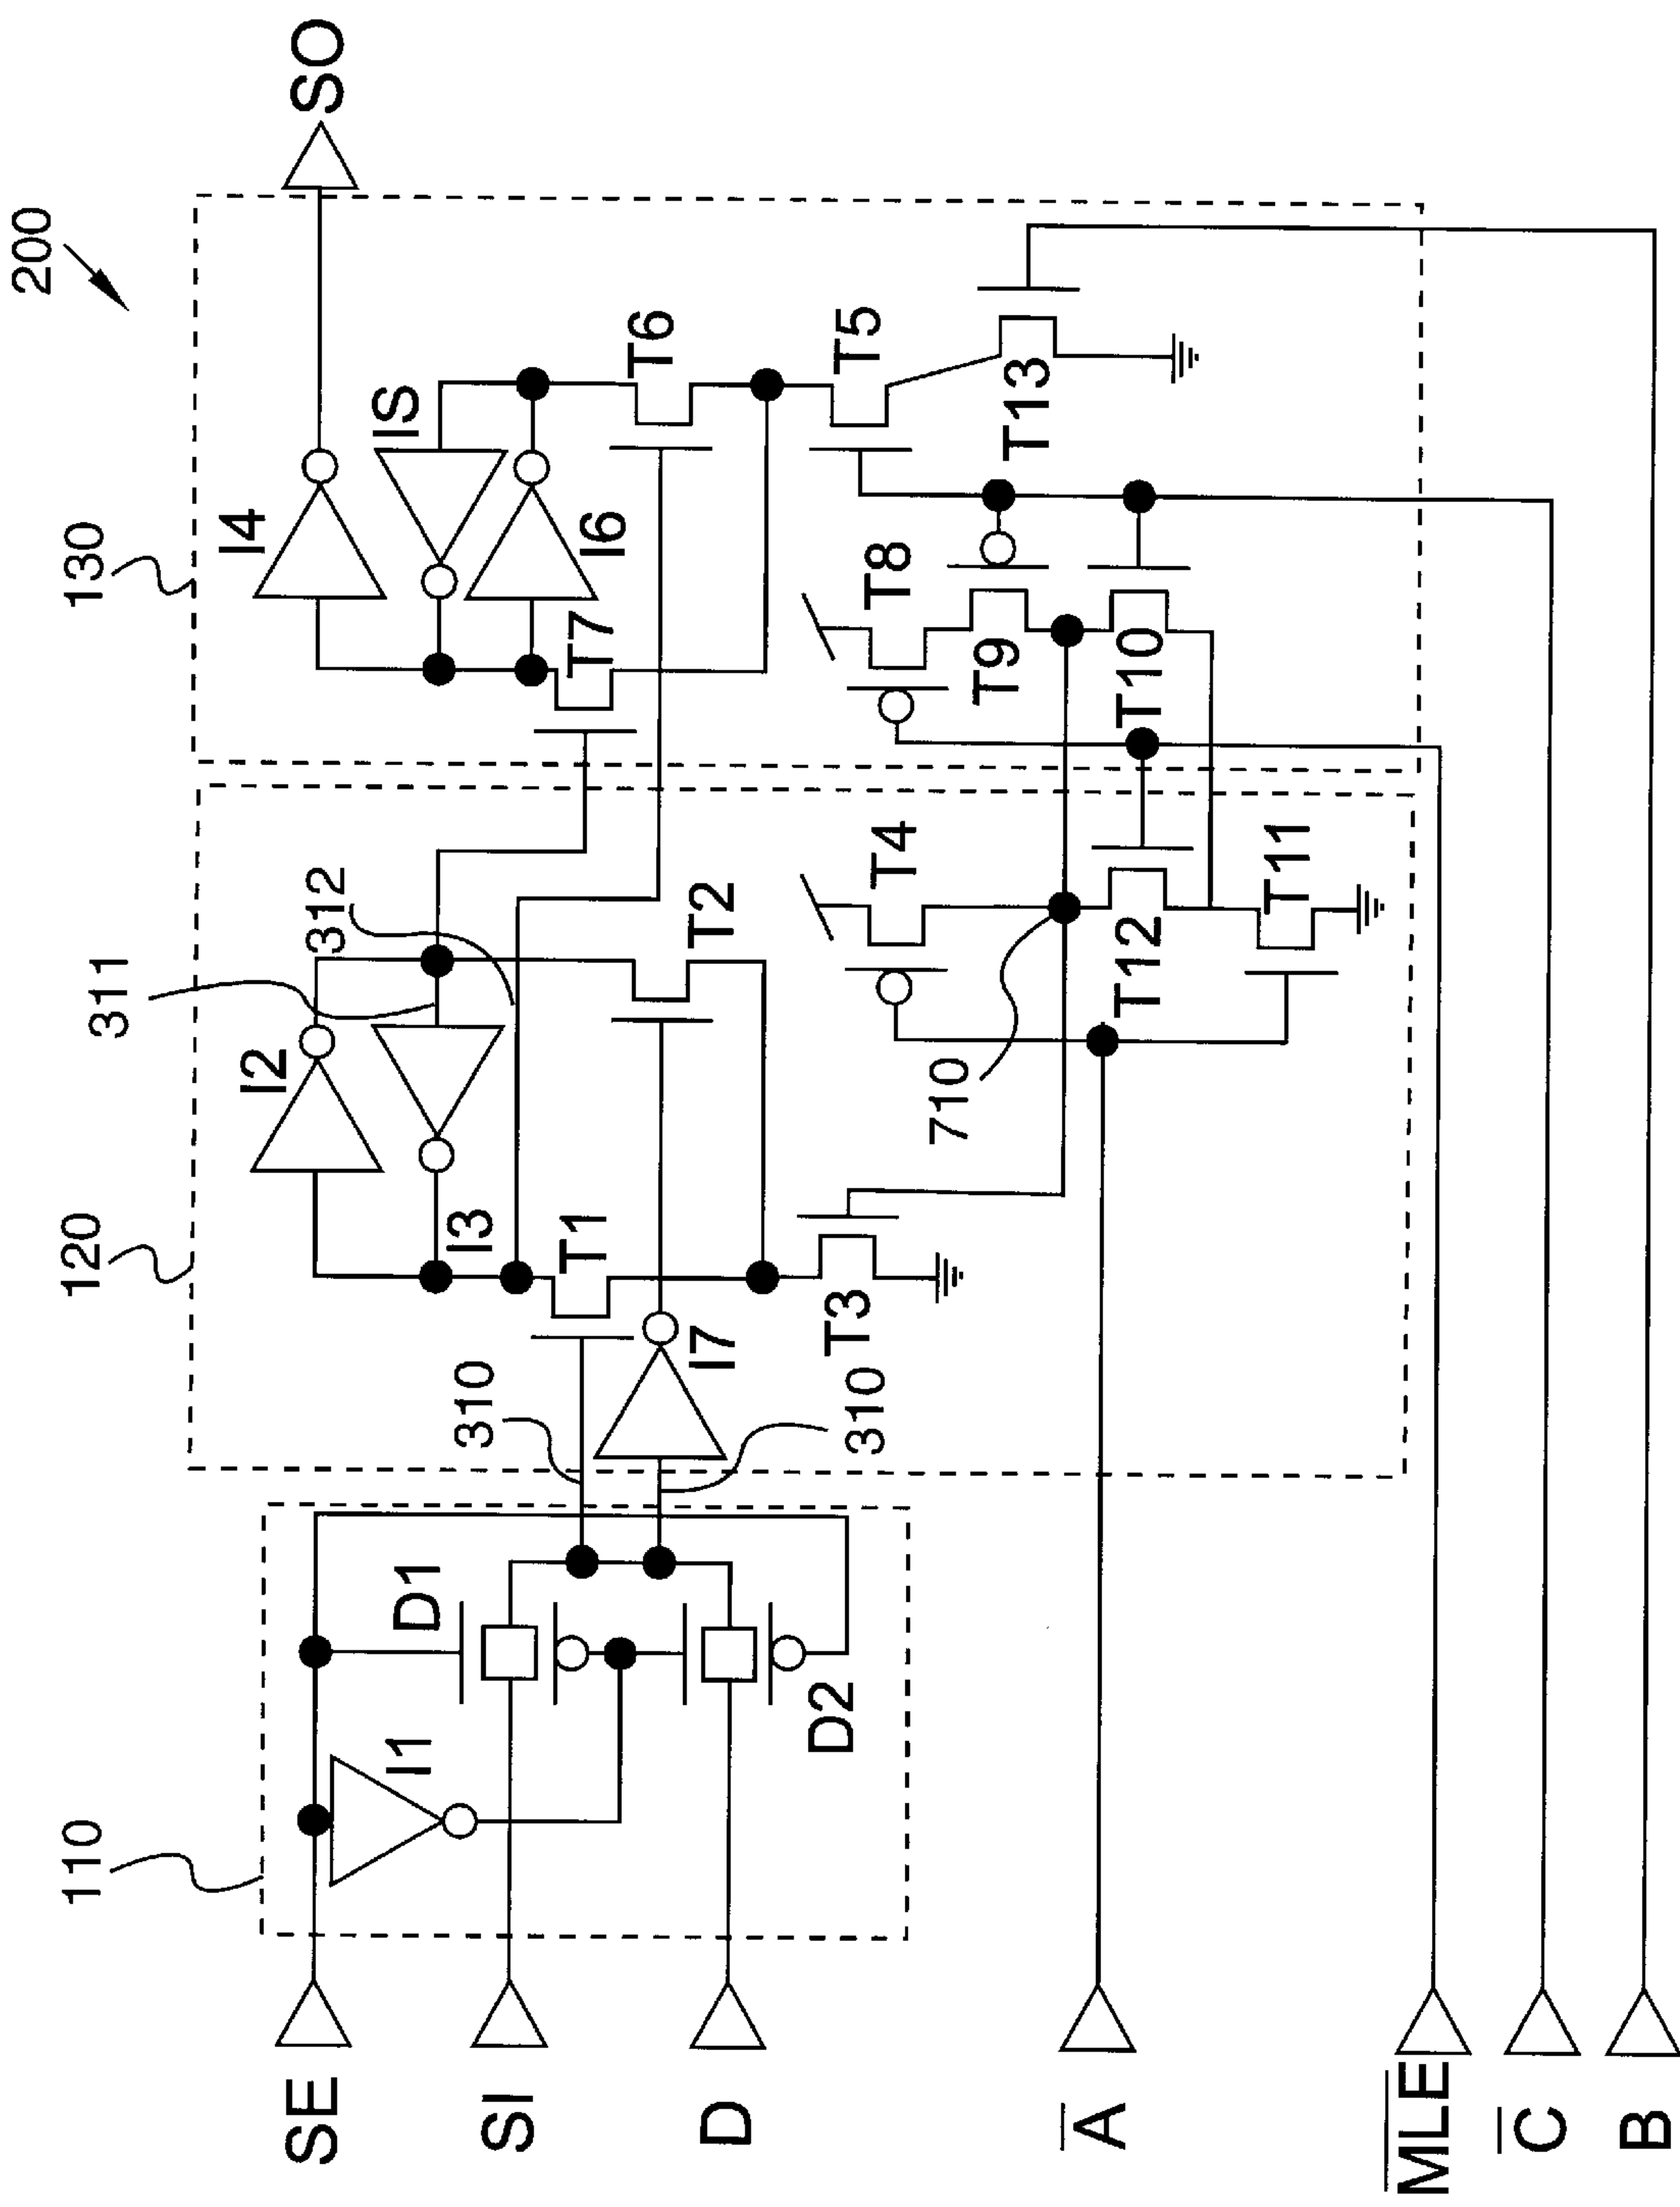 200
130
120
110
SO
I4
IS
I6
T6
T7
T5
T13
T8
T9
T10
312
311
I2
I3
T2
T1
T4
T12
T11
710
T3
I7
310
310
D1
I1
D2
SE
SI
D
A̅
M̅L̅E̅
C̅
B